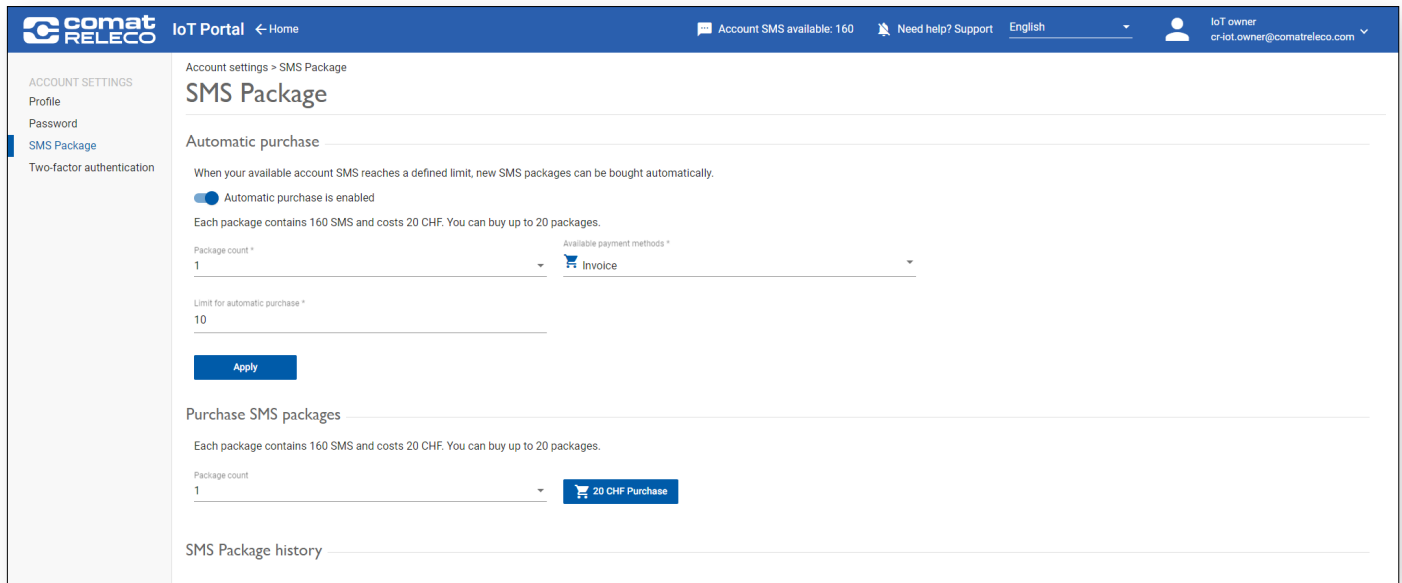 comat RELECO IoT Portal Home Account SMS available: 160 Need help? Support English IoT owner
cr-iot.owner@comatreleco.com
ACCOUNT SETTINGS
Profile
Password
SMS Package
Two-factor authentication
Account settings > SMS Package
SMS Package
Automatic purchase
When your available account SMS reaches a defined limit, new SMS packages can be bought automatically.
Automatic purchase is enabled
Each package contains 160 SMS and costs 20 CHF. You can buy up to 20 packages.
Package count *
1
Available payment methods *
Invoice
Limit for automatic purchase *
10
Apply
Purchase SMS packages
Each package contains 160 SMS and costs 20 CHF. You can buy up to 20 packages.
Package count
1
20 CHF Purchase
SMS Package history